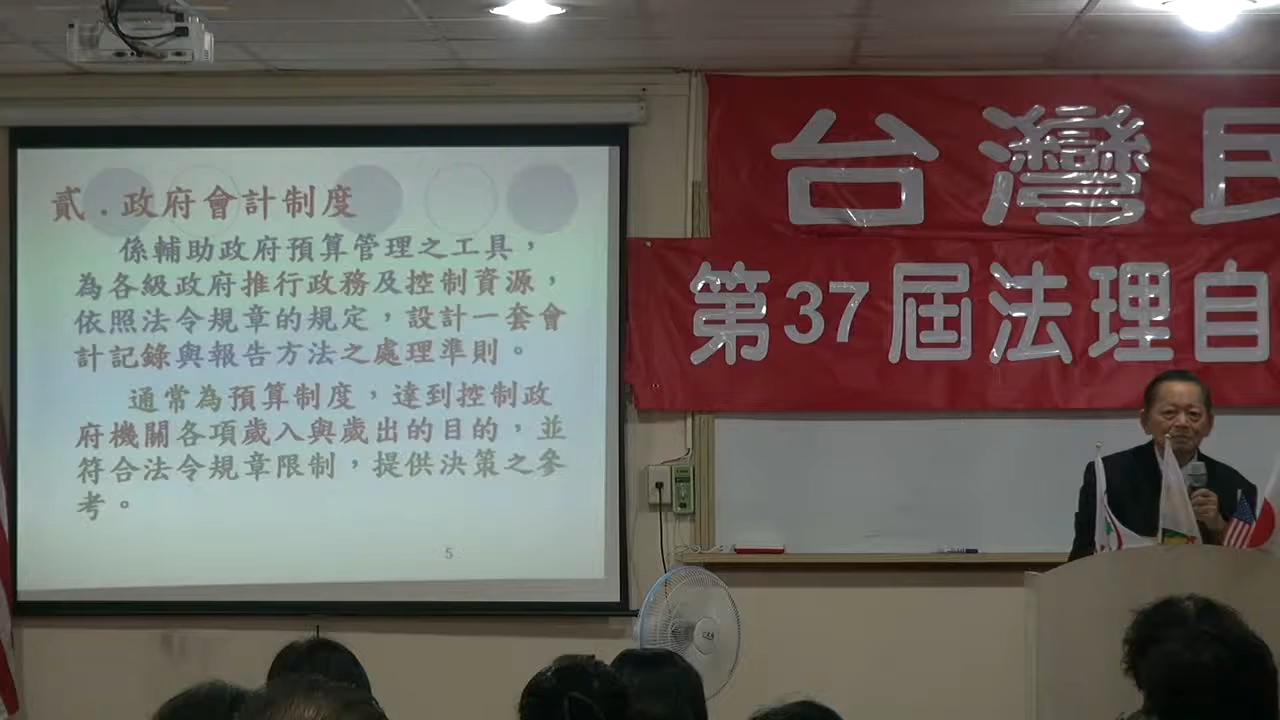 貳．政府會計制度
係輔助政府預算管理之工具，
為各級政府推行政務及控制資源，
依照法令規章的規定，設計一套會
計記錄與報告方法之處理準則。
通常為預算制度，達到控制政
府機關各項歲入與歲出的目的，並
符合法令規章限制，提供決策之參
考。
5
台灣民
第37屆法理自